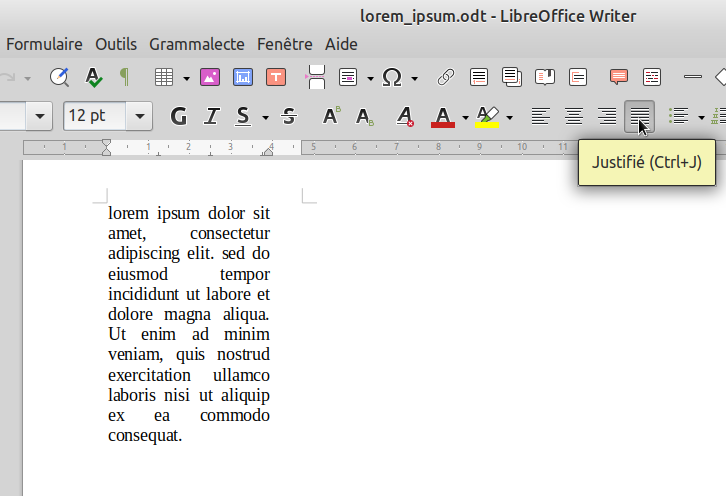 lorem_ipsum.odt - LibreOffice Writer
Formulaire Outils Grammalecte Fenêtre Aide
12 pt G I S S A A A A
1 1 2 3 4 5 6 7 8 9 10 11
Justifié (Ctrl+J)
lorem ipsum dolor sit
amet, consectetur
adipiscing elit. sed do
eiusmod tempor
incididunt ut labore et
dolore magna aliqua.
Ut enim ad minim
veniam, quis nostrud
exercitation ullamco
laboris nisi ut aliquip
ex ea commodo
consequat.